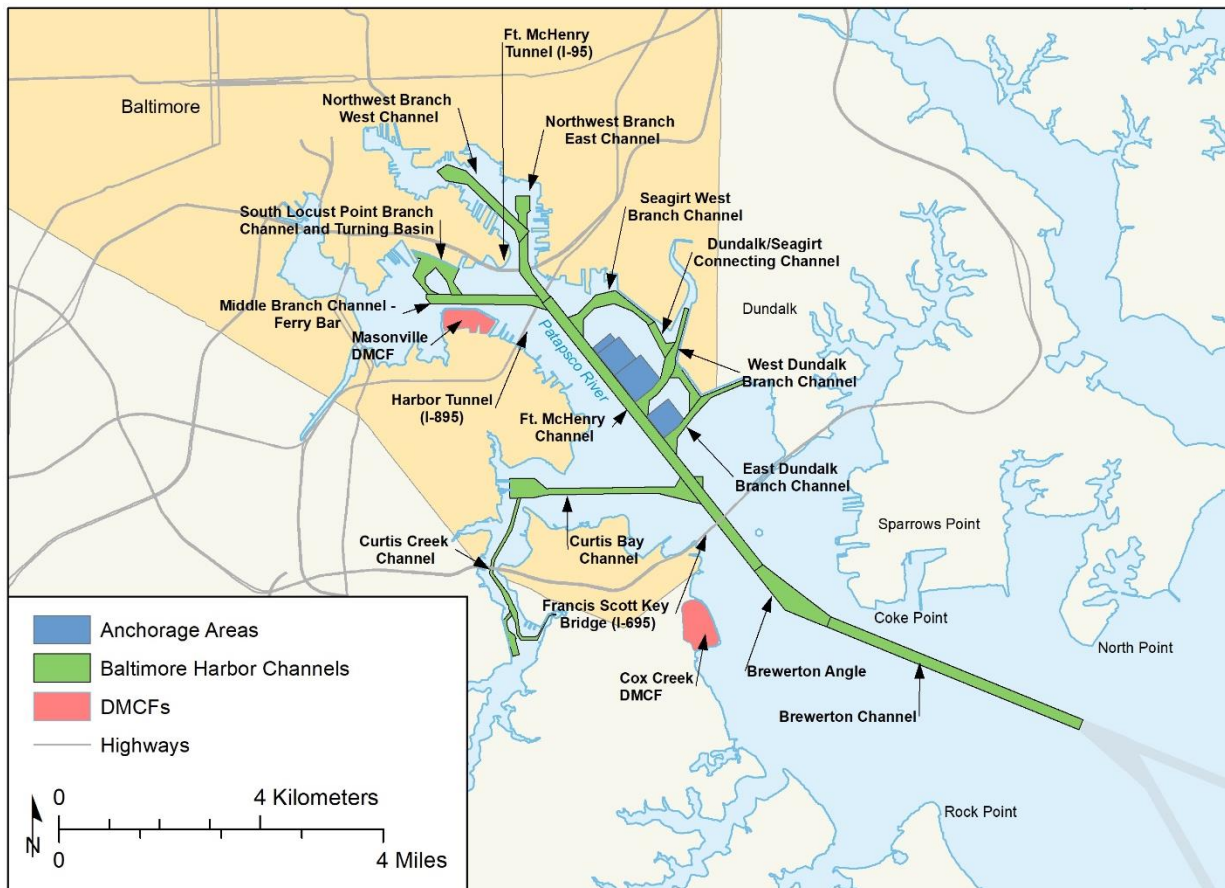 Ft. McHenry
Tunnel (I-95)
Baltimore
Northwest Branch
West Channel
Northwest Branch
East Channel
South Locust Point Branch
Channel and Turning Basin
Seagirt West
Branch Channel
Dundalk/Seagirt
Connecting Channel
Middle Branch Channel -
Ferry Bar
Dundalk
Masonville
DMCF
Patapsco River
West Dundalk
Branch Channel
Harbor Tunnel
(I-895)
Ft. McHenry
Channel
East Dundalk
Branch Channel
Sparrows Point
Curtis Creek
Channel
Curtis Bay
Channel
Francis Scott Key
Bridge (I-695)
Coke Point
North Point
Cox Creek
DMCF
Brewerton Angle
Brewerton Channel
Rock Point
Anchorage Areas
Baltimore Harbor Channels
DMCFs
Highways
0 4 Kilometers
N
0 4 Miles